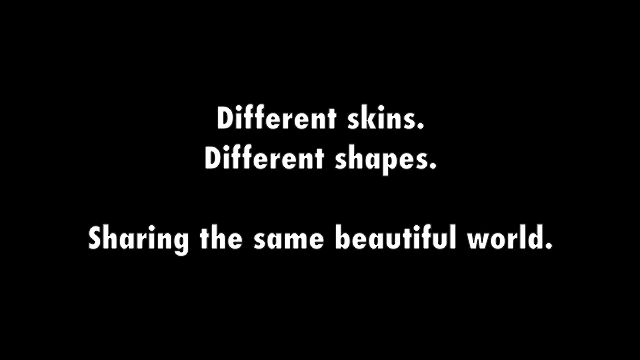 Different skins.
Different shapes.
Sharing the same beautiful world.